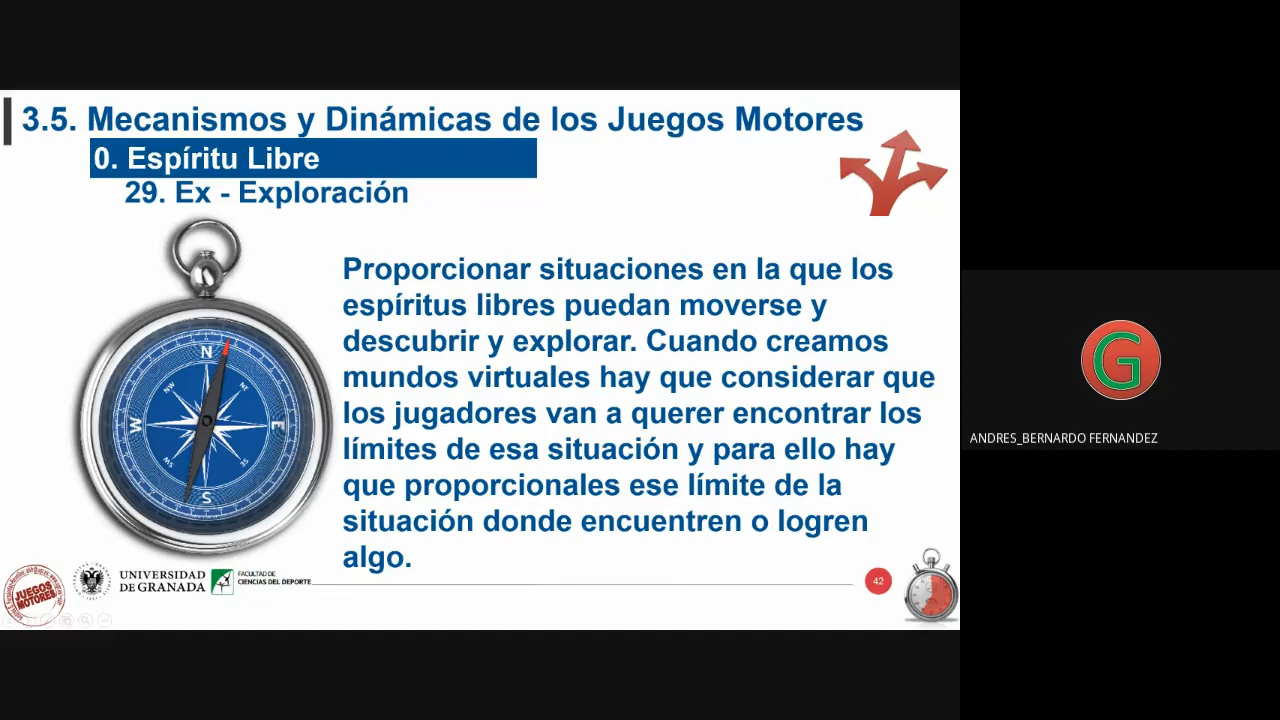 3.5. Mecanismos y Dinámicas de los Juegos Motores
0. Espíritu Libre
29. Ex - Exploración
Proporcionar situaciones en la que los
espíritus libres puedan moverse y
descubrir y explorar. Cuando creamos
mundos virtuales hay que considerar que
los jugadores van a querer encontrar los
límites de esa situación y para ello hay
que proporcionales ese límite de la
situación donde encuentren o logren
algo.
N
NW
NE
W
E
S
JUEGOS
MOTORES
UNIVERSIDAD
DE GRANADA
FACULTAD DE
CIENCIAS DEL DEPORTE
42
G
ANDRES_BERNARDO FERNANDEZ